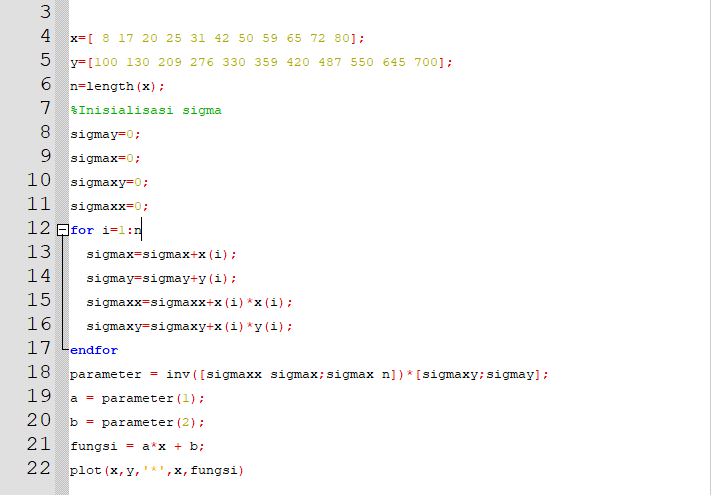 3
4 x=[ 8 17 20 25 31 42 50 59 65 72 80];
5 y=[100 130 209 276 330 359 420 487 550 645 700];
6 n=length(x);
7 %Inisialisasi sigma
8 sigmay=0;
9 sigmax=0;
10 sigmaxy=0;
11 sigmaxx=0;
12 for i=1:n
13 sigmax=sigmax+x(i);
14 sigmay=sigmay+y(i);
15 sigmaxx=sigmaxx+x(i)*x(i);
16 sigmaxy=sigmaxy+x(i)*y(i);
17 endfor
18 parameter = inv([sigmaxx sigmax;sigmax n])*[sigmaxy;sigmay];
19 a = parameter(1);
20 b = parameter(2);
21 fungsi = a*x + b;
22 plot(x,y,'*',x,fungsi)